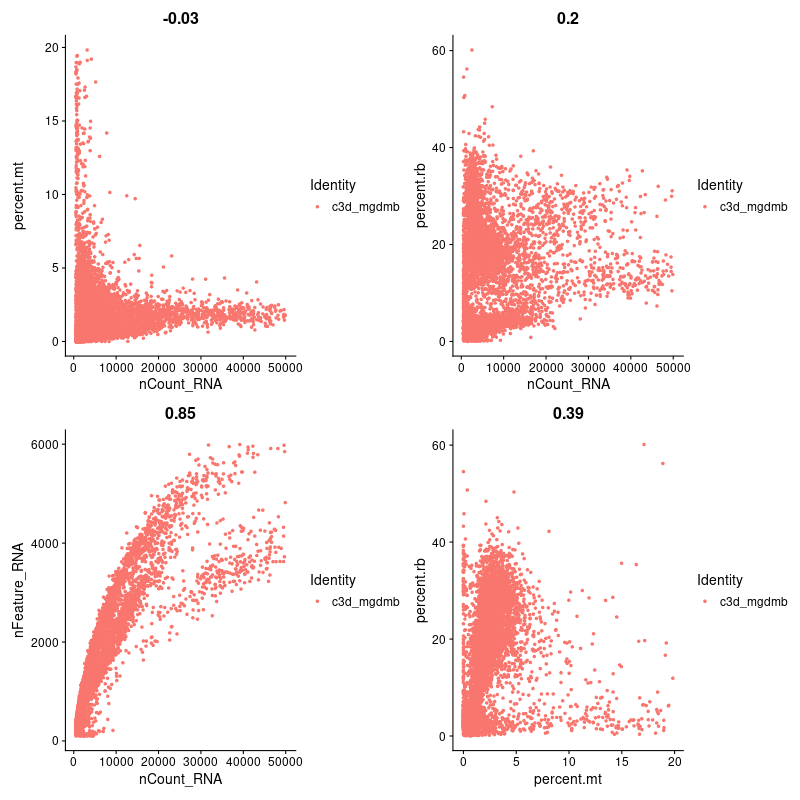 -0.03
percent.mt
20
15
10
5
0
0 10000 20000 30000 40000 50000
nCount_RNA
Identity
c3d_mgdmb
0.2
percent.rb
60
40
20
0
0 10000 20000 30000 40000 50000
nCount_RNA
Identity
c3d_mgdmb
0.85
nFeature_RNA
6000
4000
2000
0
0 10000 20000 30000 40000 50000
nCount_RNA
Identity
c3d_mgdmb
0.39
percent.rb
60
40
20
0
0 5 10 15 20
percent.mt
Identity
c3d_mgdmb